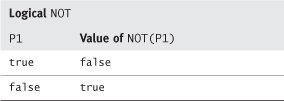 Logical NOT
P1 Value of NOT(P1)
true false
false true